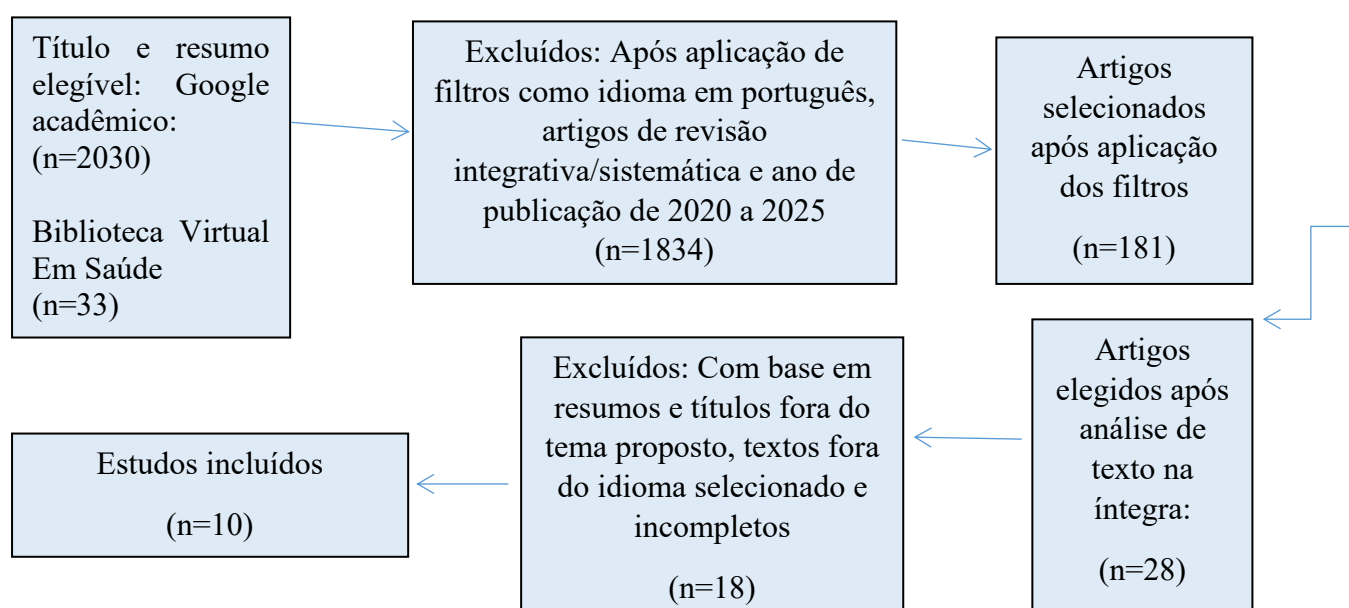 Título e resumo
elegível: Google
acadêmico:
(n=2030)
Biblioteca Virtual
Em Saúde
(n=33)
Excluídos: Após aplicação de
filtros como idioma em português,
artigos de revisão
integrativa/sistemática e ano de
publicação de 2020 a 2025
(n=1834)
Artigos
selecionados
após aplicação
dos filtros
(n=181)
Artigos
elegidos após
análise de
texto na
íntegra:
(n=28)
Excluídos: Com base em
resumos e títulos fora do
tema proposto, textos fora
do idioma selecionado e
incompletos
(n=18)
Estudos incluídos
(n=10)